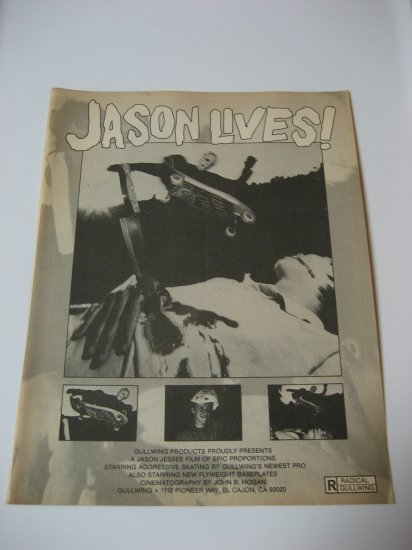 JASON LIVES!
GULLWING PRODUCTS PROUDLY PRESENTS
A JASON JESSEE FILM OF EPIC PROPORTIONS
STARRING AGGRESSIVE SKATING BY GULLWING'S NEWEST PRO
ALSO STARRING NEW FLYWEIGHT BASEPLATES
CINEMATOGRAPHY BY JOHN B. HOGAN
GULLWING • 1112 PIONEER WAY, EL CAJON, CA 92020
R RADICAL
GULLWING